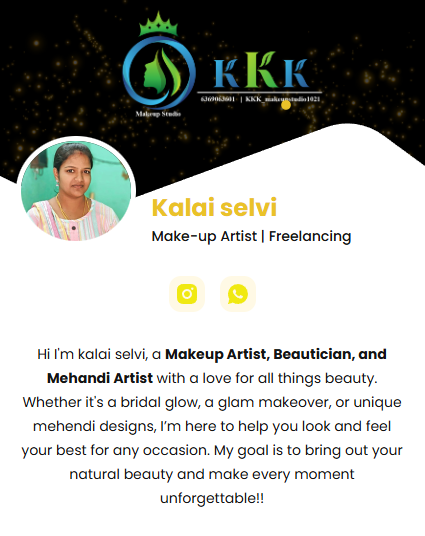 KKK
6369063601 | KKK_makeupstudio1021
Makeup Studio
Kalai selvi
Make-up Artist | Freelancing
Hi I'm kalai selvi, a Makeup Artist, Beautician, and
Mehandi Artist with a love for all things beauty.
Whether it's a bridal glow, a glam makeover, or unique
mehendi designs, I’m here to help you look and feel
your best for any occasion. My goal is to bring out your
natural beauty and make every moment
unforgettable!!